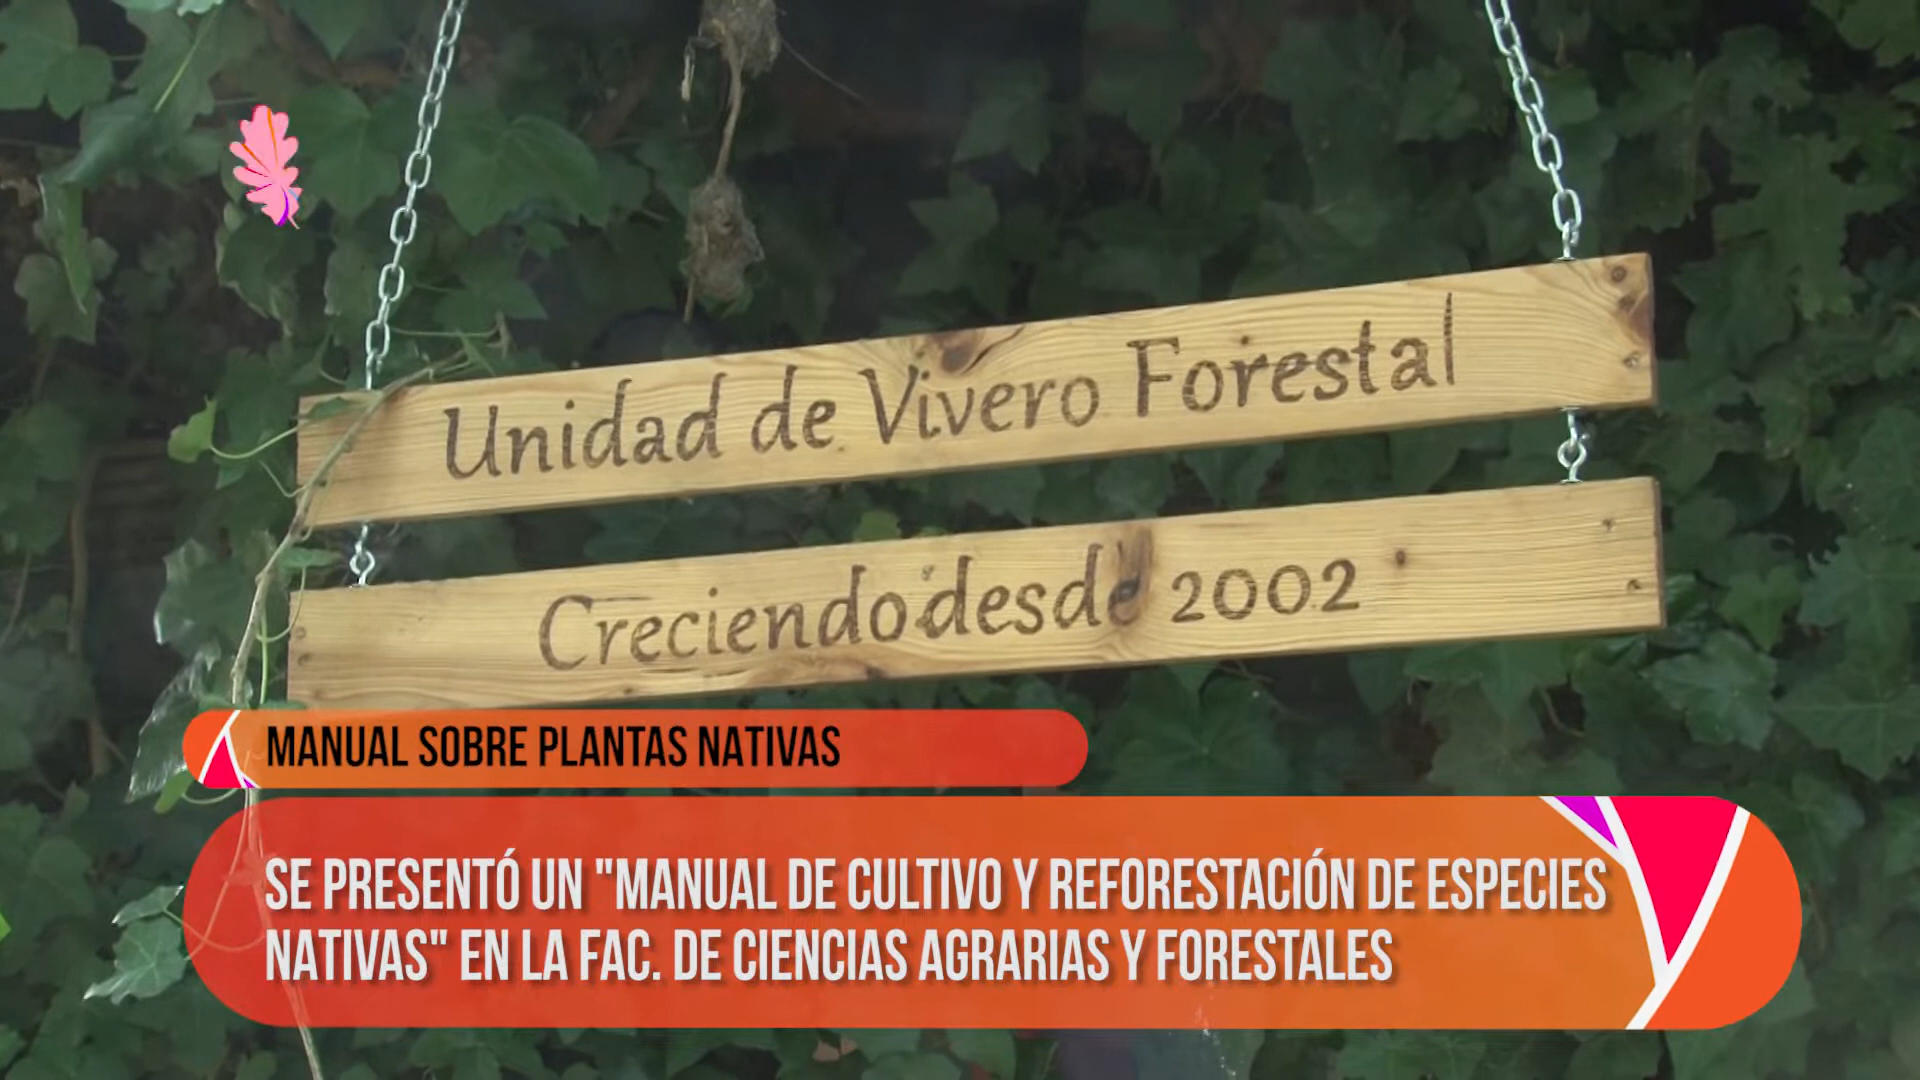 Unidad de Vivero Forestal
Creciendo desde 2002
MANUAL SOBRE PLANTAS NATIVAS
SE PRESENTÓ UN "MANUAL DE CULTIVO Y REFORESTACIÓN DE ESPECIES
NATIVAS" EN LA FAC. DE CIENCIAS AGRARIAS Y FORESTALES